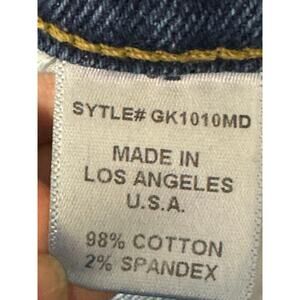 SYTLE# GK1010MD
MADE IN
LOS ANGELES
U.S.A.
98% COTTON
2% SPANDEX